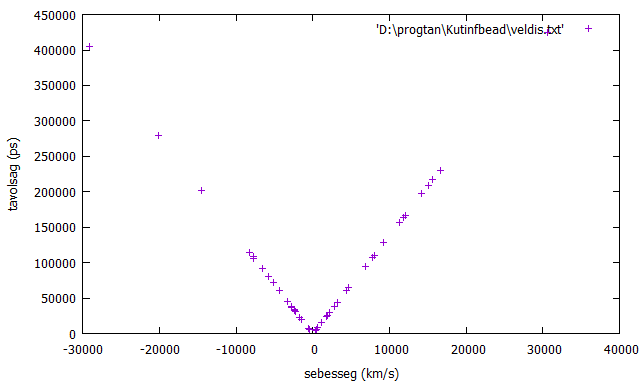 450000
400000
350000
300000
250000
200000
150000
100000
50000
0
-30000 -20000 -10000 0 10000 20000 30000 40000
tavolsag (ps)
sebesseg (km/s)
'D:\progtan\Kutinfbead\veldis.txt'